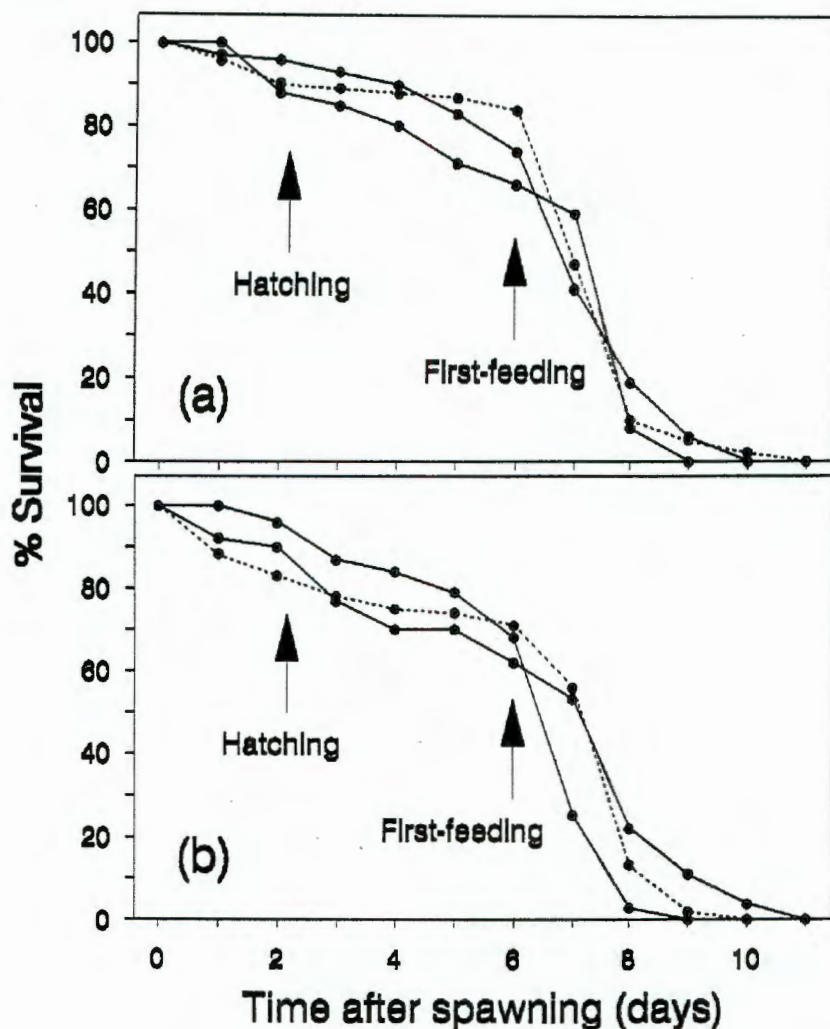 100
80
60
40
20
0
Hatching
First-feeding
(a)
% Survival
100
80
60
40
20
0
Hatching
First-feeding
(b)
0 2 4 6 8 10
Time after spawning (days)